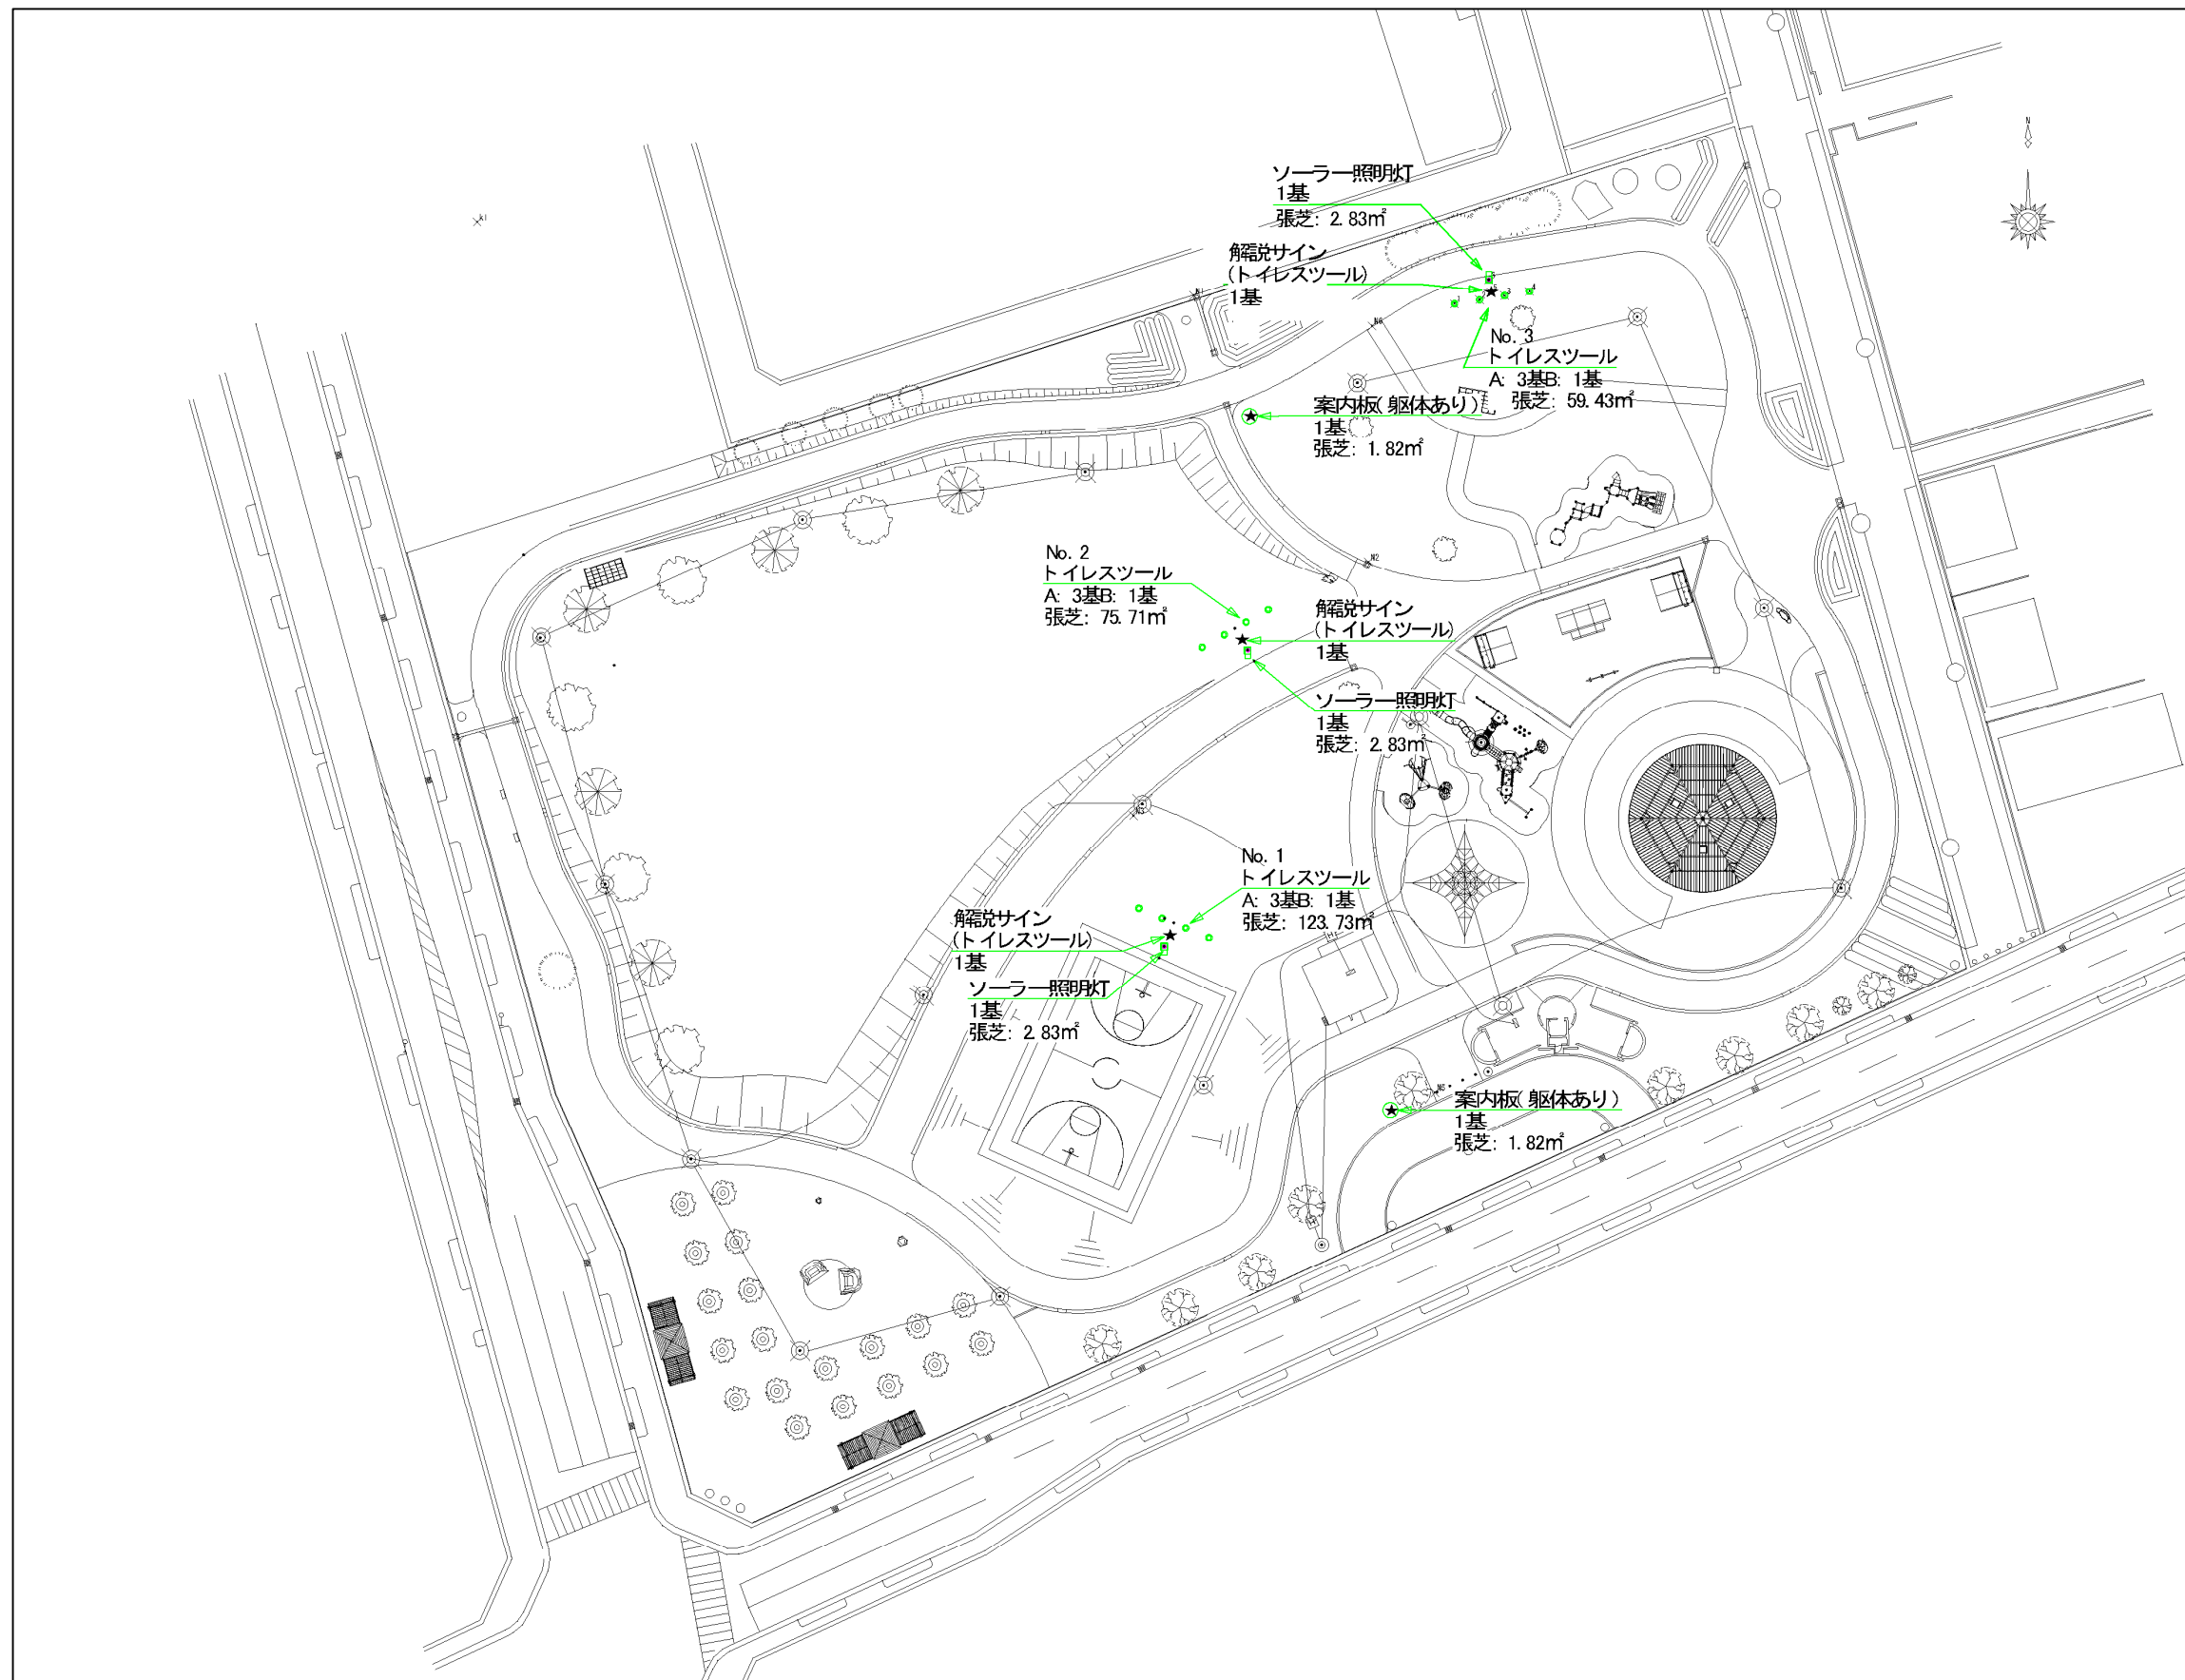 N
k1
ソーラー照明灯
1基
張芝: 2.83㎡
解説サイン
(トイレスツール)
1基
No. 3
トイレスツール
A: 3基B: 1基
張芝: 59.43㎡
案内板(躯体あり)
1基
張芝: 1.82㎡
No. 2
トイレスツール
A: 3基B: 1基
張芝: 75.71㎡
N2
解説サイン
(トイレスツール)
1基
ソーラー照明灯
1基
張芝: 2.83㎡
No. 1
トイレスツール
A: 3基B: 1基
張芝: 123.73㎡
解説サイン
(トイレスツール)
1基
ソーラー照明灯
1基
張芝: 2.83㎡
案内板(躯体あり)
1基
張芝: 1.82㎡